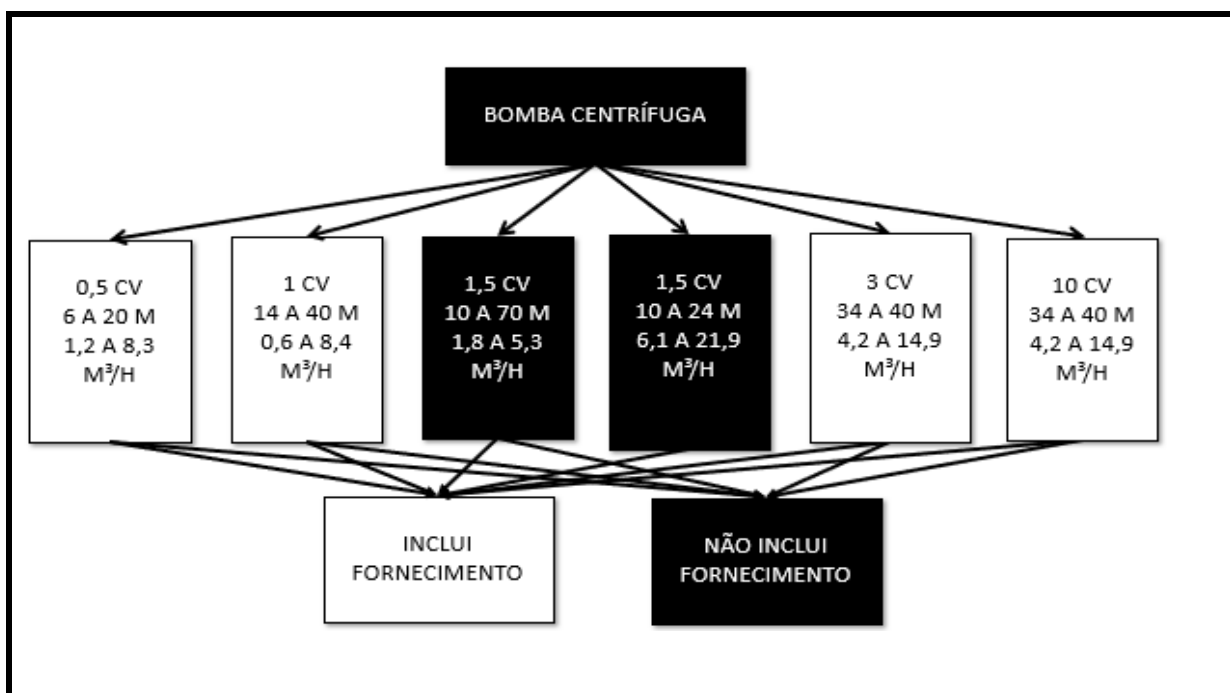 BOMBA CENTRÍFUGA
0,5 CV
6 A 20 M
1,2 A 8,3
M³/H
1 CV
14 A 40 M
0,6 A 8,4
M³/H
1,5 CV
10 A 70 M
1,8 A 5,3
M³/H
1,5 CV
10 A 24 M
6,1 A 21,9
M³/H
3 CV
34 A 40 M
4,2 A 14,9
M³/H
10 CV
34 A 40 M
4,2 A 14,9
M³/H
INCLUI
FORNECIMENTO
NÃO INCLUI
FORNECIMENTO